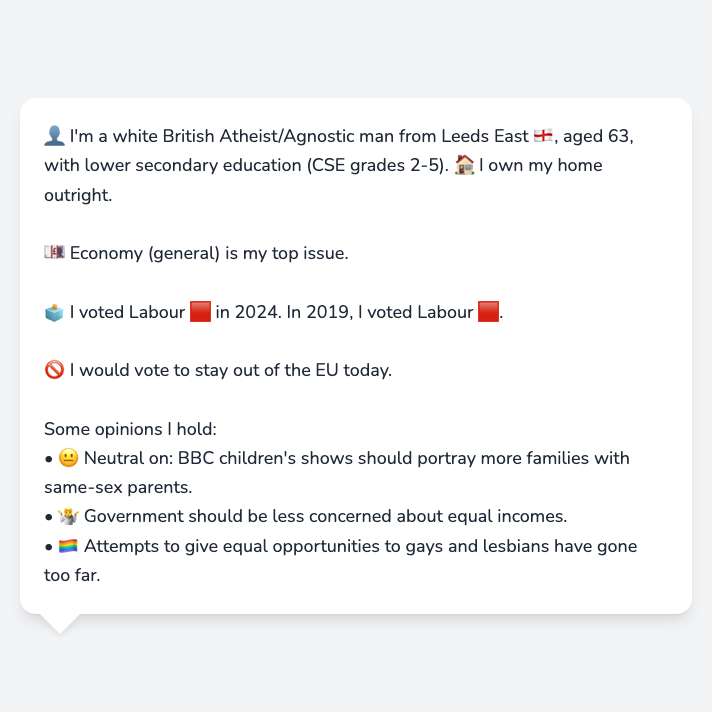 👤 I'm a white British Atheist/Agnostic man from Leeds East 🏴󠁧󠁢󠁥󠁮󠁧󠁿, aged 63,
with lower secondary education (CSE grades 2-5). 🏠 I own my home
outright.
💷 Economy (general) is my top issue.
🗳️ I voted Labour 🟥 in 2024. In 2019, I voted Labour 🟥.
🚫 I would vote to stay out of the EU today.
Some opinions I hold:
• 😐 Neutral on: BBC children's shows should portray more families with
same-sex parents.
• 🤷 Government should be less concerned about equal incomes.
• 🏳️‍🌈 Attempts to give equal opportunities to gays and lesbians have gone
too far.